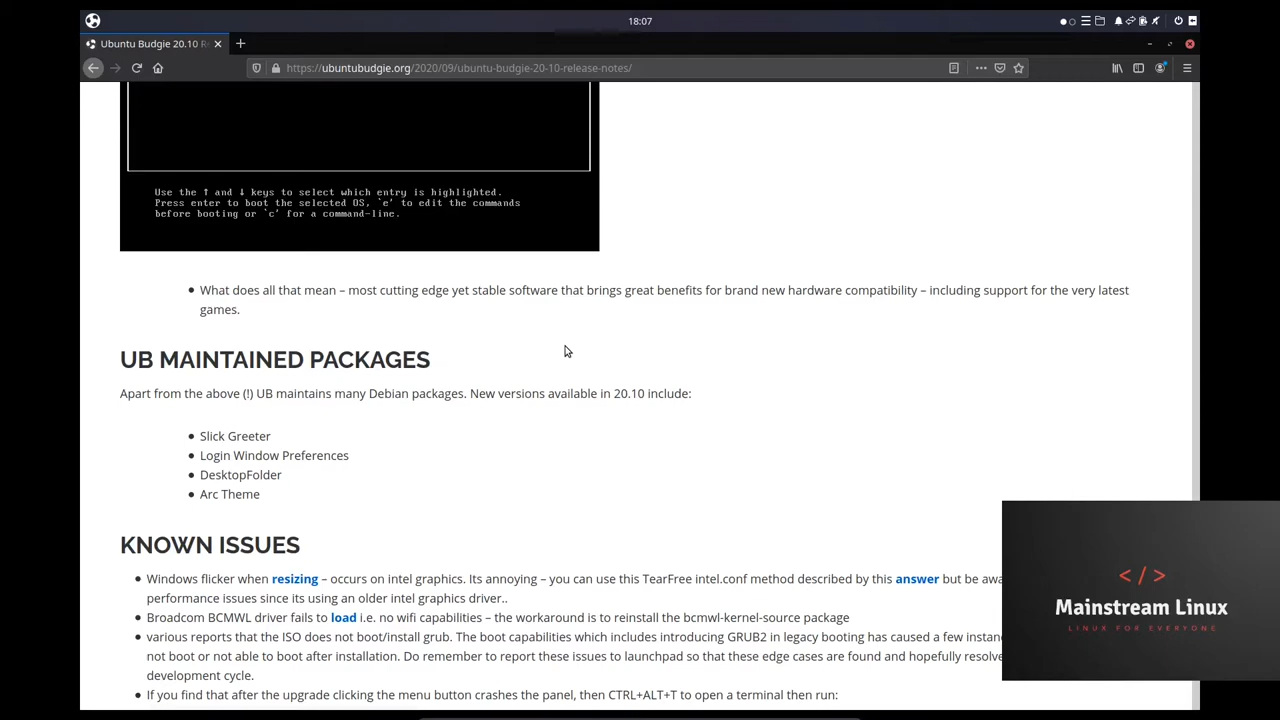 18:07
Ubuntu Budgie 20.10 R
https://ubuntubudgie.org/2020/09/ubuntu-budgie-20-10-release-notes/
Use the ↑ and ↓ keys to select which entry is highlighted.
Press enter to boot the selected OS, `e' to edit the commands
before booting or `c' for a command-line.
What does all that mean – most cutting edge yet stable software that brings great benefits for brand new hardware compatibility – including support for the very latest
games.
UB MAINTAINED PACKAGES
Apart from the above (!) UB maintains many Debian packages. New versions available in 20.10 include:
Slick Greeter
Login Window Preferences
DesktopFolder
Arc Theme
KNOWN ISSUES
Windows flicker when resizing – occurs on intel graphics. Its annoying – you can use this TearFree intel.conf method described by this answer but be awa
performance issues since its using an older intel graphics driver..
Broadcom BCMWL driver fails to load i.e. no wifi capabilities – the workaround is to reinstall the bcmwl-kernel-source package
various reports that the ISO does not boot/install grub. The boot capabilities which includes introducing GRUB2 in legacy booting has caused a few instanc
not boot or not able to boot after installation. Do remember to report these issues to launchpad so that these edge cases are found and hopefully resolve
development cycle.
If you find that after the upgrade clicking the menu button crashes the panel, then CTRL+ALT+T to open a terminal then run:
</>
Mainstream Linux
LINUX FOR EVERYONE